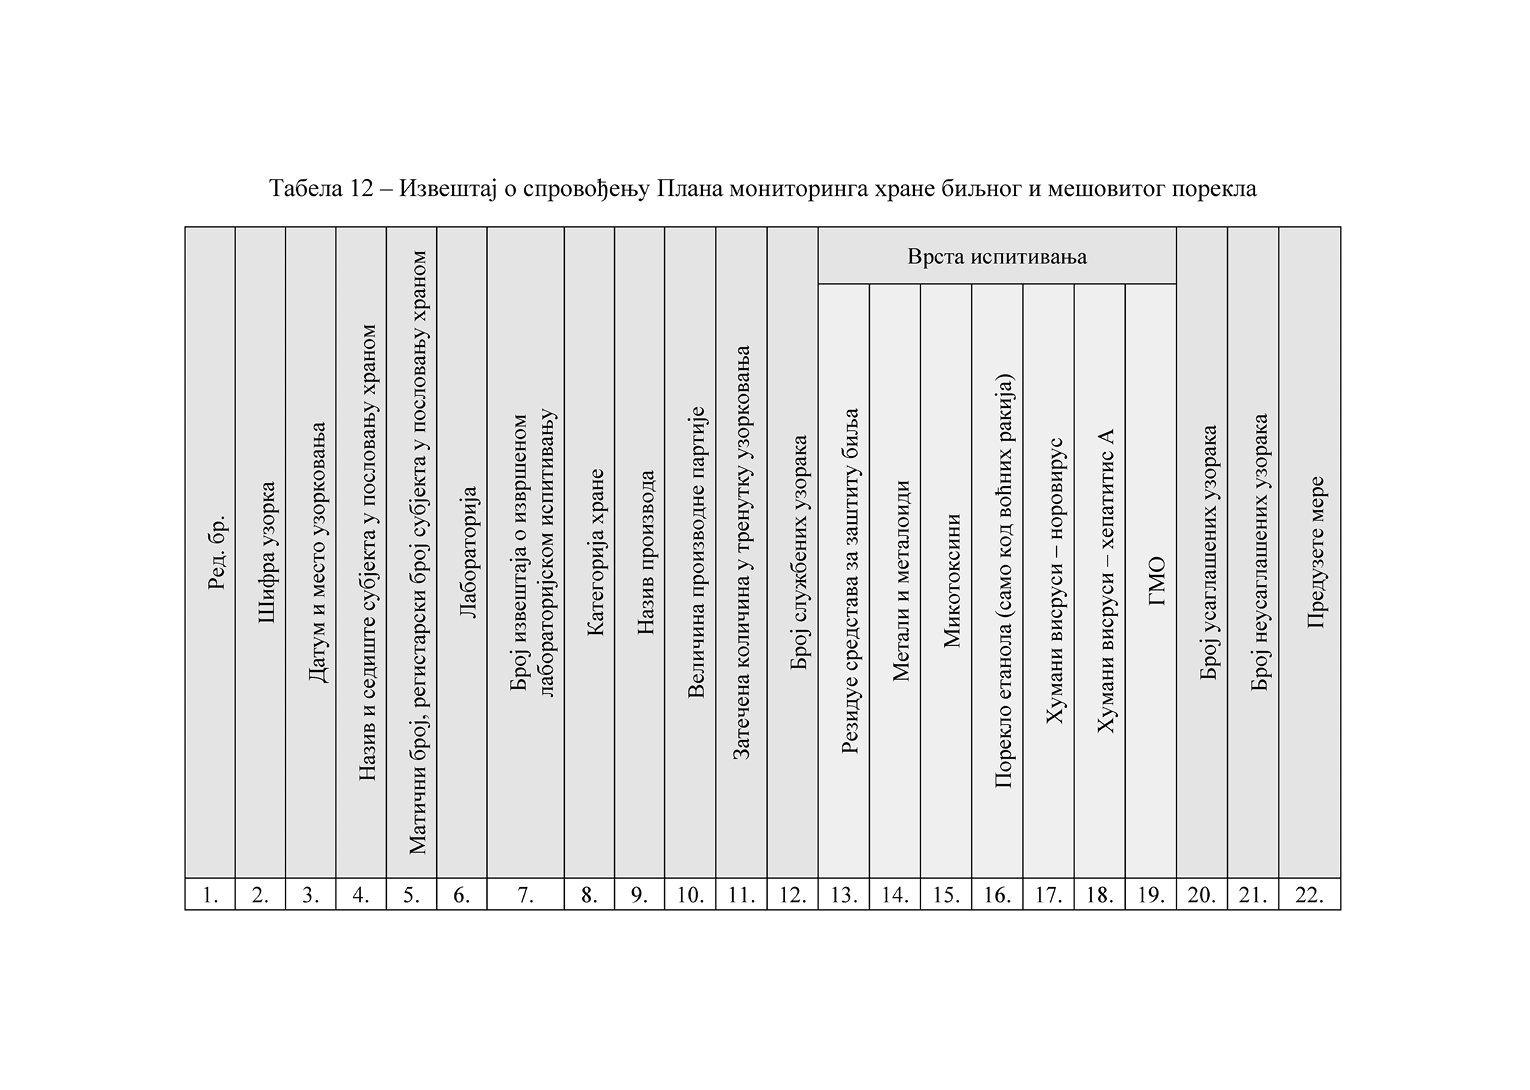 Табела 12 – Извештај о спровођењу Плана мониторинга хране биљног и мешовитог порекла
Ред. бр.
Шифра узорка
Датум и место узорковања
Назив и седиште субјекта у пословању храном
Матични број, регистарски број субјекта у пословању храном
Лабораторија
Број извештаја о извршеном
лабораторијском испитивању
Категорија хране
Назив производа
Величина производне партије
Затечена количина у тренутку узорковања
Број службених узорака
Врста испитивања
Резидуе средстава за заштиту биља
Метали и металоиди
Микотоксини
Порекло етанола (само код воћних ракија)
Хумани висруси – норовирус
Хумани висруси – хепатитис А
ГМО
Број усаглашених узорака
Број неусаглашених узорака
Предузете мере
1. 2. 3. 4. 5. 6. 7. 8. 9. 10. 11. 12. 13. 14. 15. 16. 17. 18. 19. 20. 21. 22.